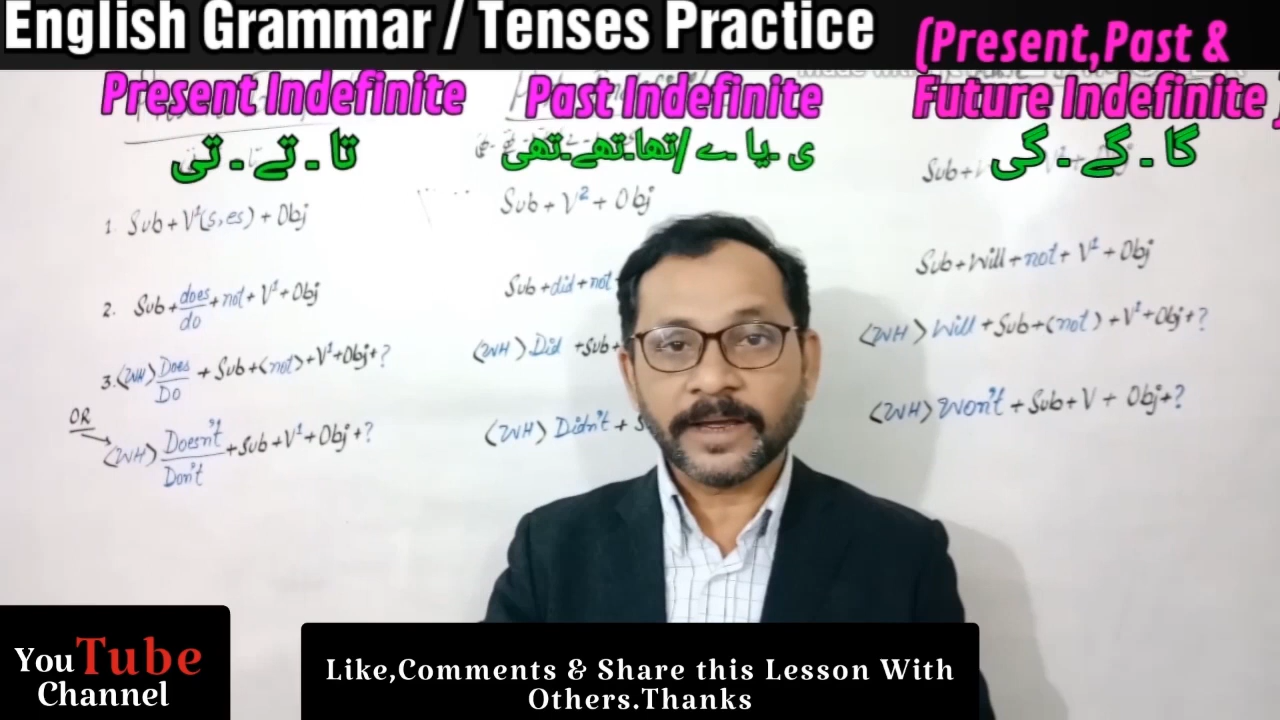 English Grammar / Tenses Practice
(Present,Past &
Future Indefinite )
Present Indefinite
تا ۔ تے ۔ تی
1. Sub + V¹(s,es) + Obj
2. Sub + does/do + not + V¹ + Obj
3. (WH) Does/Do + Sub + (not) + V¹ + Obj + ?
OR
(WH) Doesn't/Don't + Sub + V¹ + Obj + ?
Past Indefinite
ی ۔یا ۔ے /تھا۔تھے۔تھی
Sub + V² + Obj
Sub + did + not
(WH) Did + Sub +
(WH) Didn't +
گا ۔ گے ۔ گی
Sub +
Sub + Will + not + V¹ + Obj
(WH) Will + Sub + (not) + V¹ + Obj + ?
(WH) Won't + Sub + V + Obj + ?
YouTube
Channel
Like,Comments & Share this Lesson With
Others.Thanks